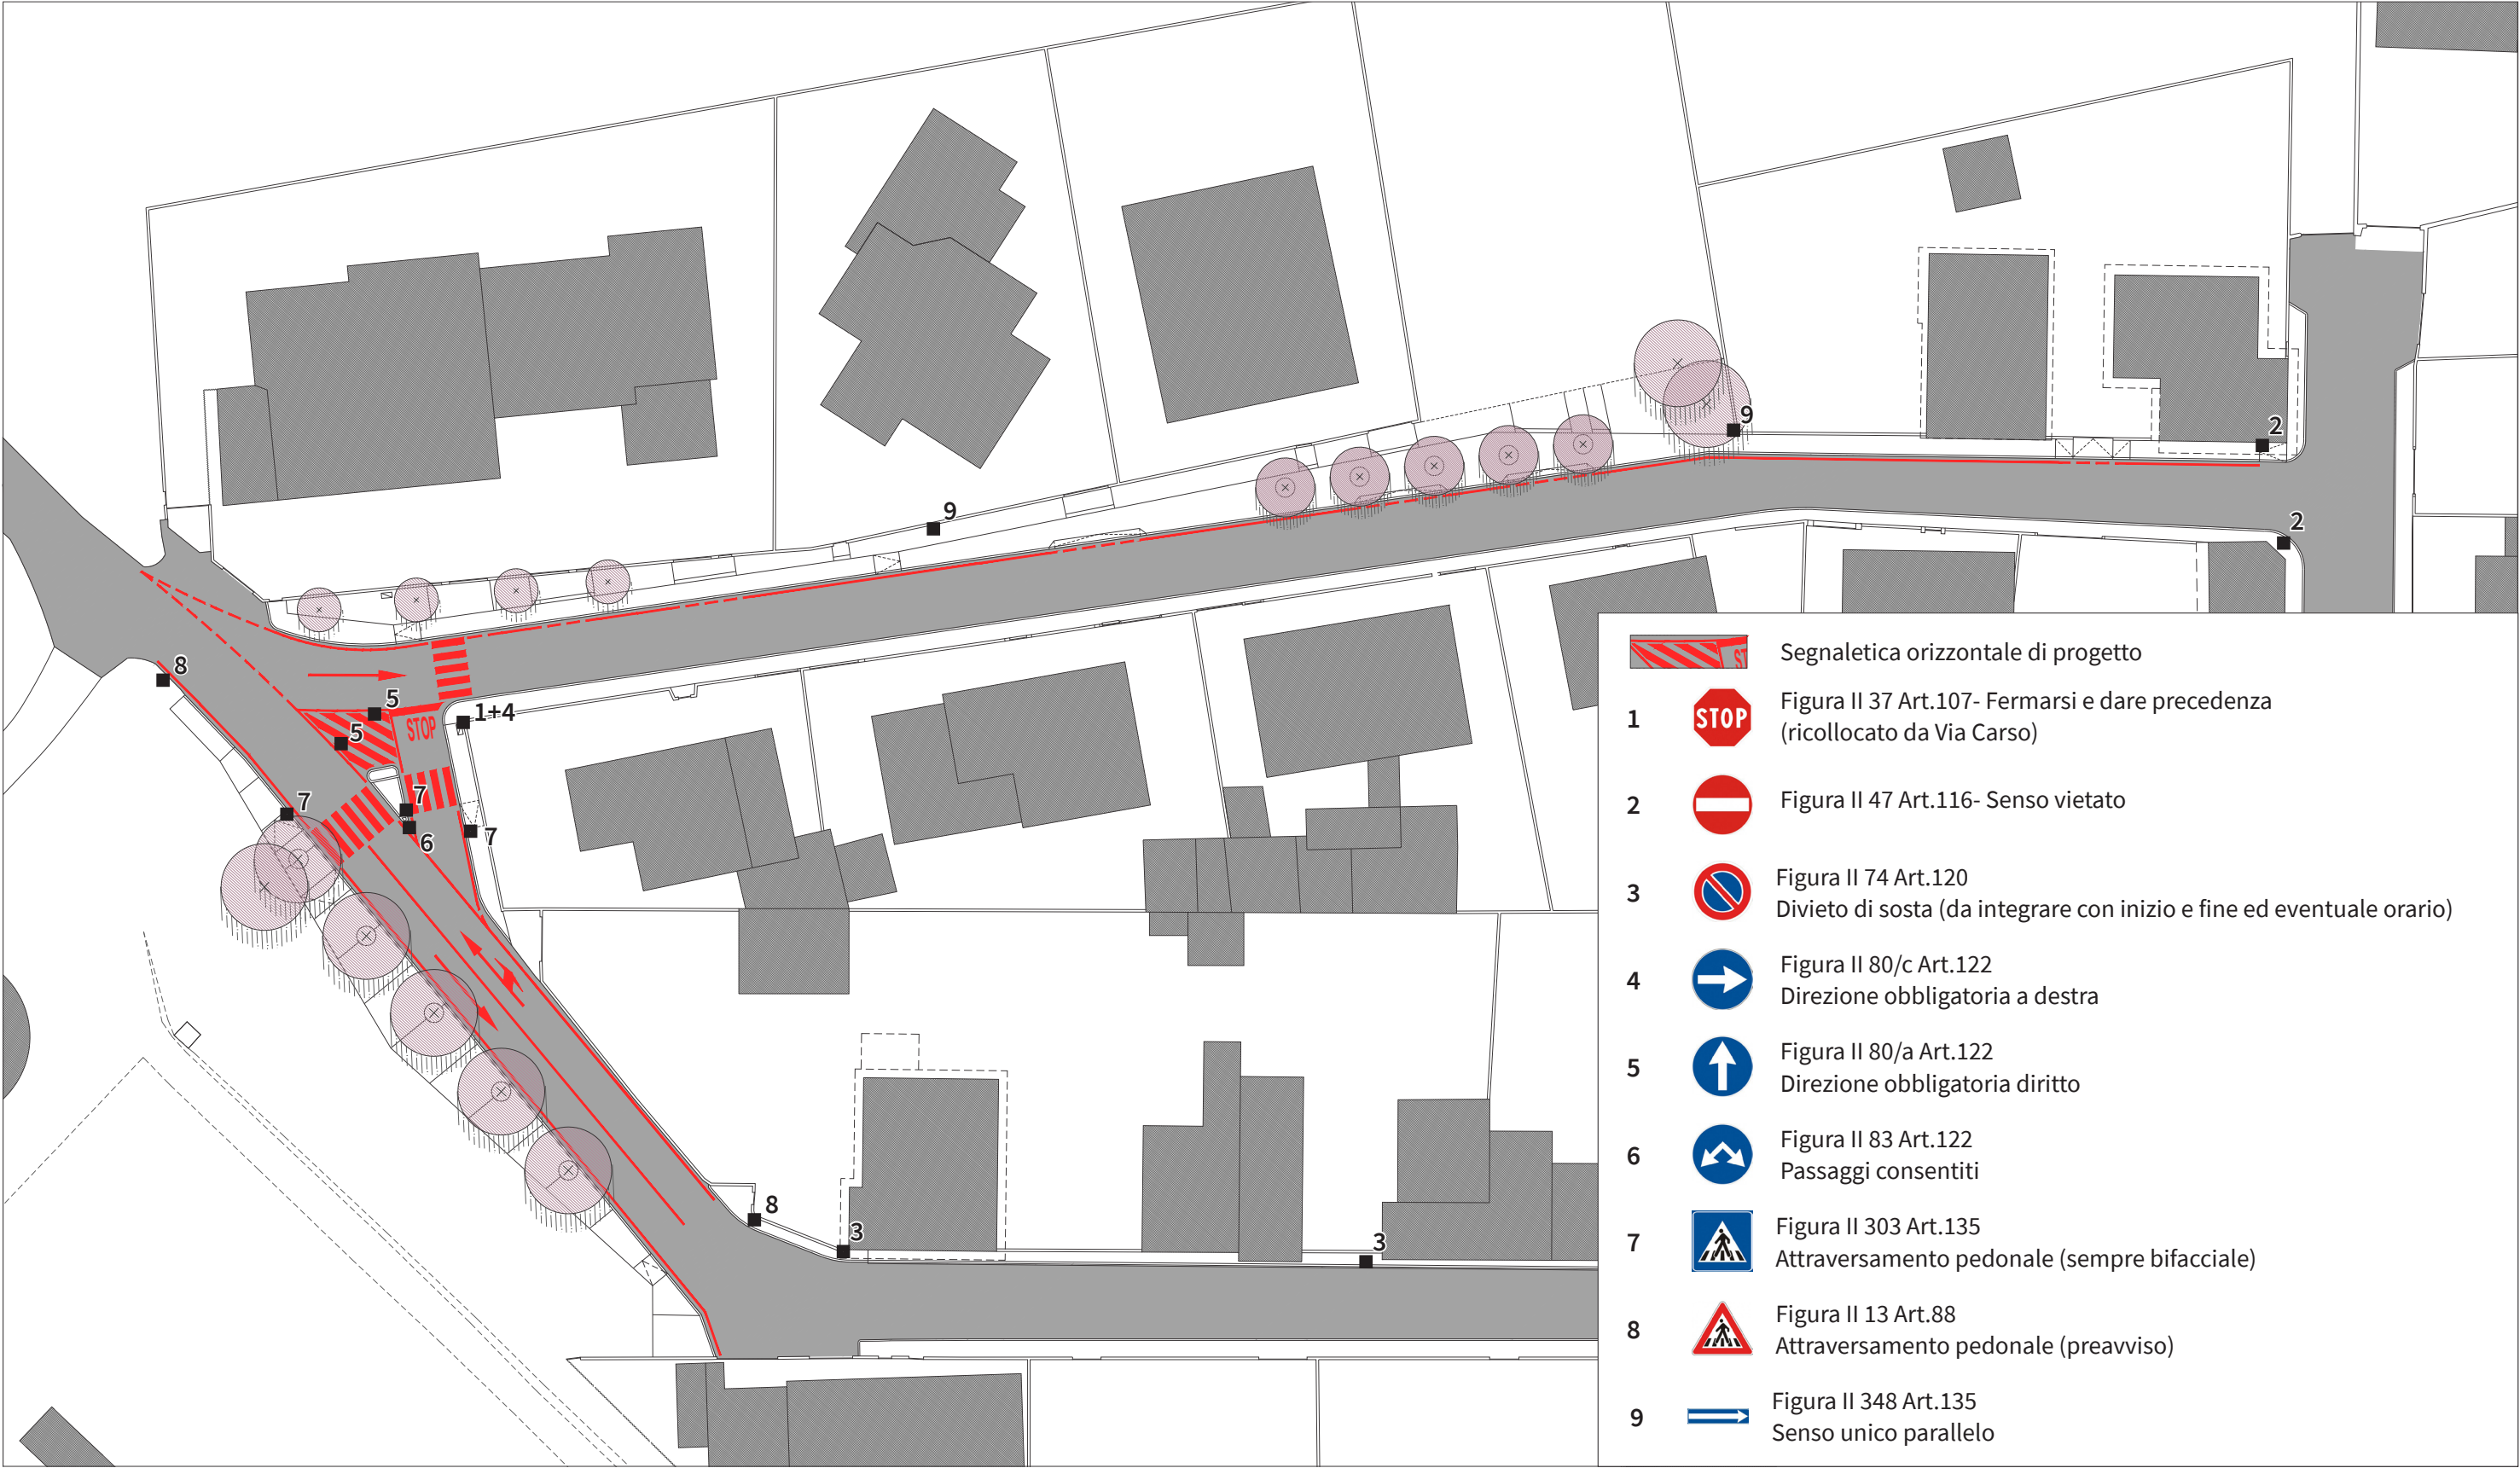 9
2
9
2
8
5
1+4
STOP
5
7
7
6
7
8
3
3
Segnaletica orizzontale di progetto
ST
1
STOP
Figura II 37 Art.107- Fermarsi e dare precedenza
(ricollocato da Via Carso)
2
Figura II 47 Art.116- Senso vietato
3
Figura II 74 Art.120
Divieto di sosta (da integrare con inizio e fine ed eventuale orario)
4
Figura II 80/c Art.122
Direzione obbligatoria a destra
5
Figura II 80/a Art.122
Direzione obbligatoria diritto
6
Figura II 83 Art.122
Passaggi consentiti
7
Figura II 303 Art.135
Attraversamento pedonale (sempre bifacciale)
8
Figura II 13 Art.88
Attraversamento pedonale (preavviso)
9
Figura II 348 Art.135
Senso unico parallelo